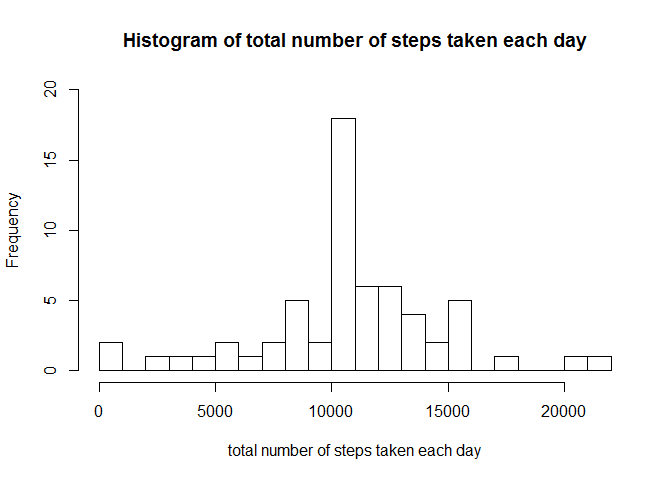 Histogram of total number of steps taken each day
Frequency
20
15
10
5
0
0 5000 10000 15000 20000
total number of steps taken each day